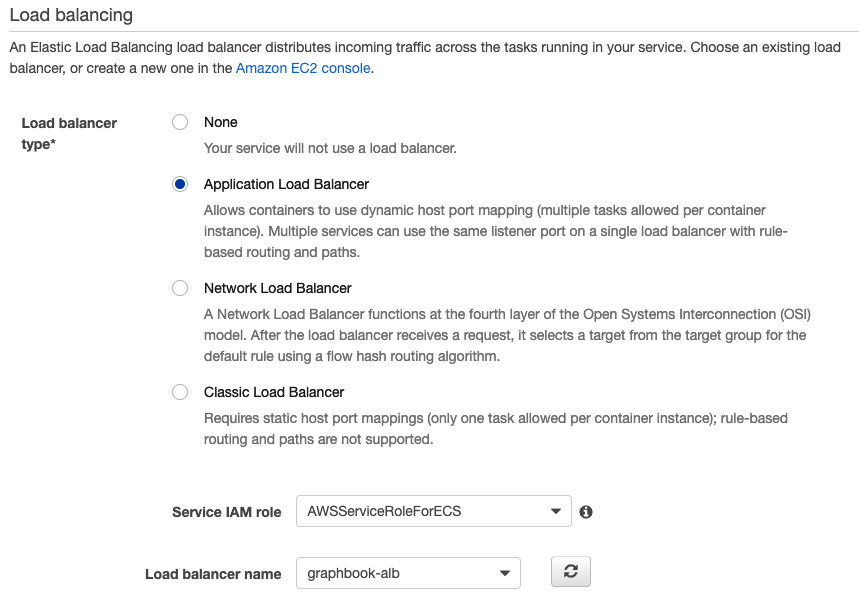 Load balancing
An Elastic Load Balancing load balancer distributes incoming traffic across the tasks running in your service. Choose an existing load
balancer, or create a new one in the Amazon EC2 console.
Load balancer
type*
None
Your service will not use a load balancer.
Application Load Balancer
Allows containers to use dynamic host port mapping (multiple tasks allowed per container
instance). Multiple services can use the same listener port on a single load balancer with rule-
based routing and paths.
Network Load Balancer
A Network Load Balancer functions at the fourth layer of the Open Systems Interconnection (OSI)
model. After the load balancer receives a request, it selects a target from the target group for the
default rule using a flow hash routing algorithm.
Classic Load Balancer
Requires static host port mappings (only one task allowed per container instance); rule-based
routing and paths are not supported.
Service IAM role AWSServiceRoleForECS
Load balancer name graphbook-alb